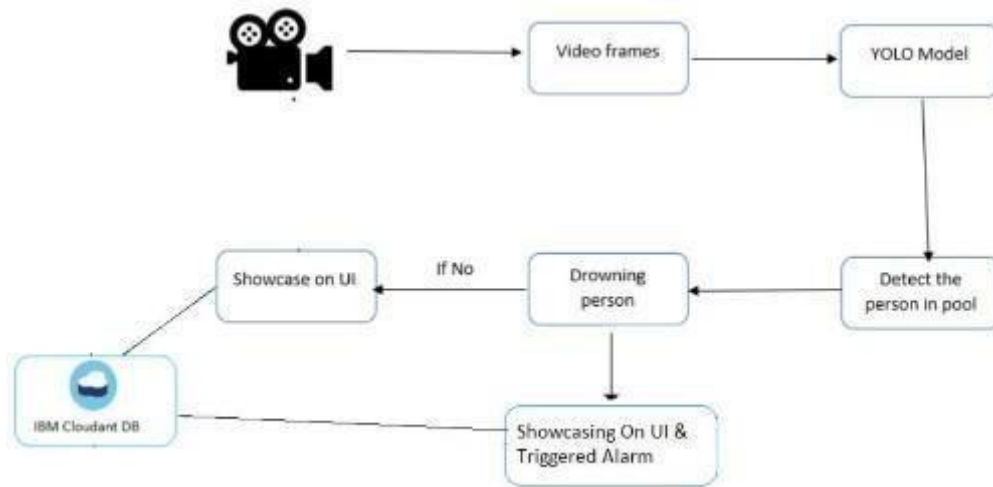 Video frames
YOLO Model
Detect the
person in pool
Drowning
person
If No
Showcase on UI
IBM Cloudant DB
Showcasing On UI &
Triggered Alarm